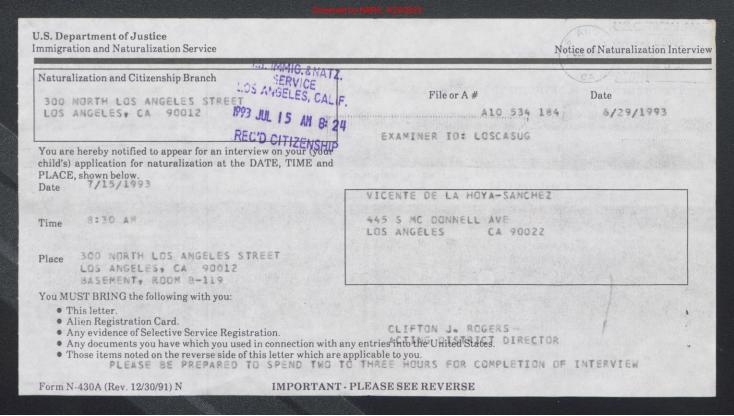 U.S. Department of Justice
Immigration and Naturalization Service
Notice of Naturalization Interview
Naturalization and Citizenship Branch
300 NORTH LOS ANGELES STREET
LOS ANGELES, CA 90012
IMMIG. & NATZ.
SERVICE
LOS ANGELES, CALIF.
1993 JUL 15 AM 8:24
REC'D CITIZENSHIP
File or A #
A10 534 184
Date
6/29/1993
EXAMINER ID: LOSCASUG
You are hereby notified to appear for an interview on your (your
child's) application for naturalization at the DATE, TIME and
PLACE, shown below.
Date 7/15/1993
Time 8:30 AM
Place 300 NORTH LOS ANGELES STREET
LOS ANGELES, CA 90012
BASEMENT, ROOM B-119
VICENTE DE LA HOYA-SANCHEZ
445 S MC DONNELL AVE
LOS ANGELES CA 90022
You MUST BRING the following with you:
● This letter.
● Alien Registration Card.
● Any evidence of Selective Service Registration.
● Any documents you have which you used in connection with any entries into the United States.
● Those items noted on the reverse side of this letter which are applicable to you.
CLIFTON J. ROGERS
ACTING DISTRICT DIRECTOR
PLEASE BE PREPARED TO SPEND TWO TO THREE HOURS FOR COMPLETION OF INTERVIEW
Form N-430A (Rev. 12/30/91) N
IMPORTANT - PLEASE SEE REVERSE